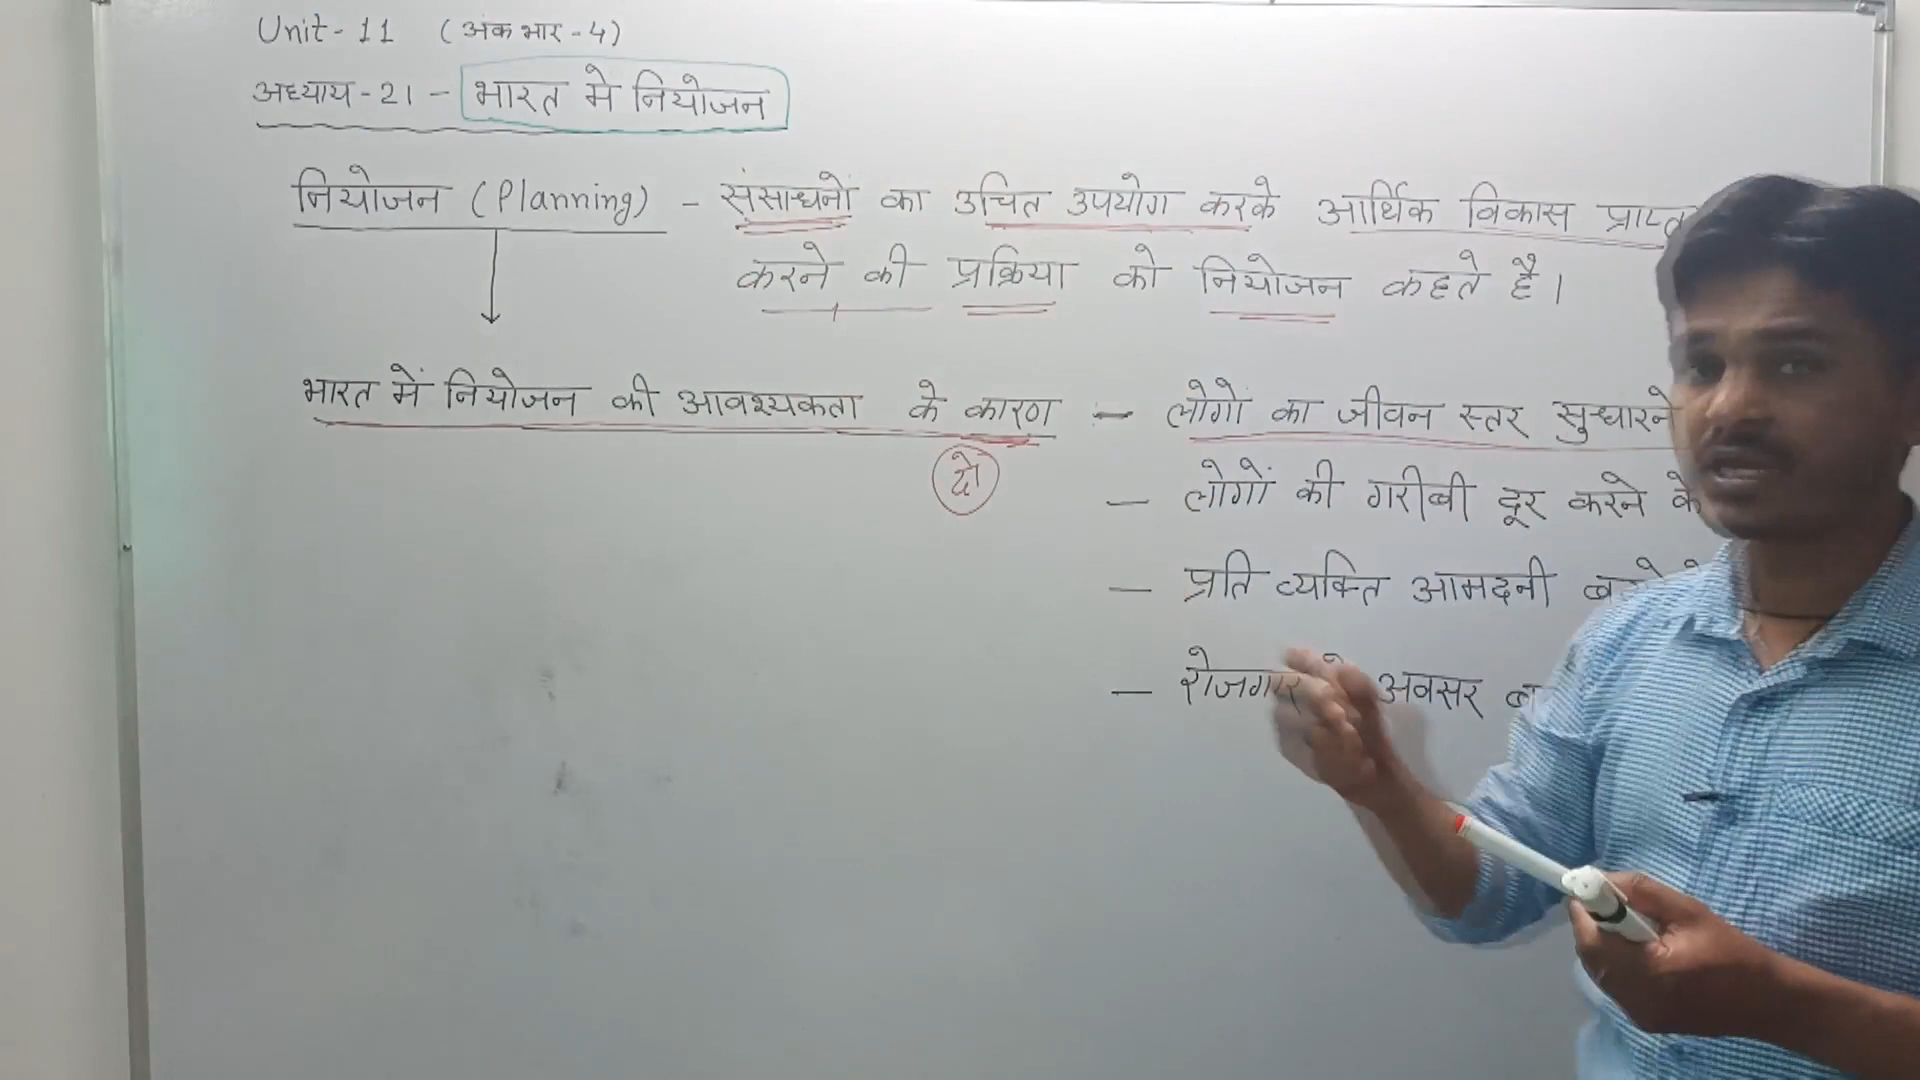 Unit - 11 (अंक भार - 4)
अध्याय - 21 - भारत मे नियोजन
नियोजन (Planning) - संसाधनों का उचित उपयोग करके आर्थिक विकास प्राप्त
करने की प्रक्रिया को नियोजन कहते है।
भारत में नियोजन की आवश्यकता के कारण - लोगो का जीवन स्तर सुधारने
दो
- लोगों की गरीबी दूर करने के
- प्रति व्यक्ति आमदनी
- रोजगार के अवसर